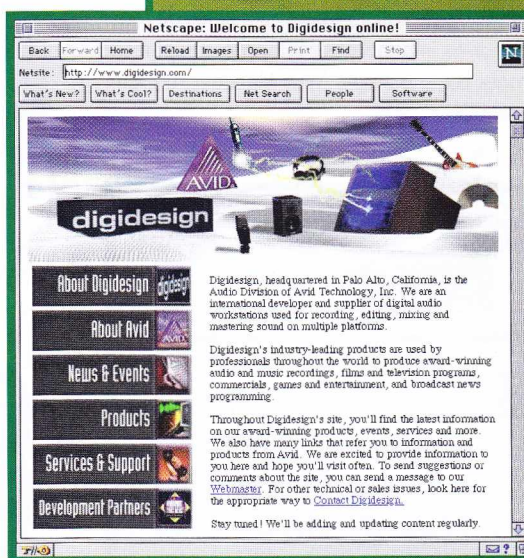 Netscape: Welcome to Digidesign online!
Back Forward Home Reload Images Open Print Find Stop
N
Netsite: http://www.digidesign.com/
What's New? What's Cool? Destinations Net Search People Software
AVID
digidesign
About Digidesign digidesign
About Avid AVID
News & Events
Products
Services & Support
Development Partners
Digidesign, headquartered in Palo Alto, California, is the
Audio Division of Avid Technology, Inc. We are an
international developer and supplier of digital audio
workstations used for recording, editing, mixing and
mastering sound on multiple platforms.
Digidesign's industry-leading products are used by
professionals throughout the world to produce award-winning
audio and music recordings, films and television programs,
commercials, games and entertainment, and broadcast news
programming.
Throughout Digidesign's site, you'll find the latest information
on our award-winning products, events, services and more.
We also have many links that refer you to information and
products from Avid. We are excited to provide information to
you here and hope you'll visit often. To send suggestions or
comments about the site, you can send a message to our
Webmaster. For other technical or sales issues, look here for
the appropriate way to Contact Digidesign.
Stay tuned! We'll be adding and updating content regularly.
?